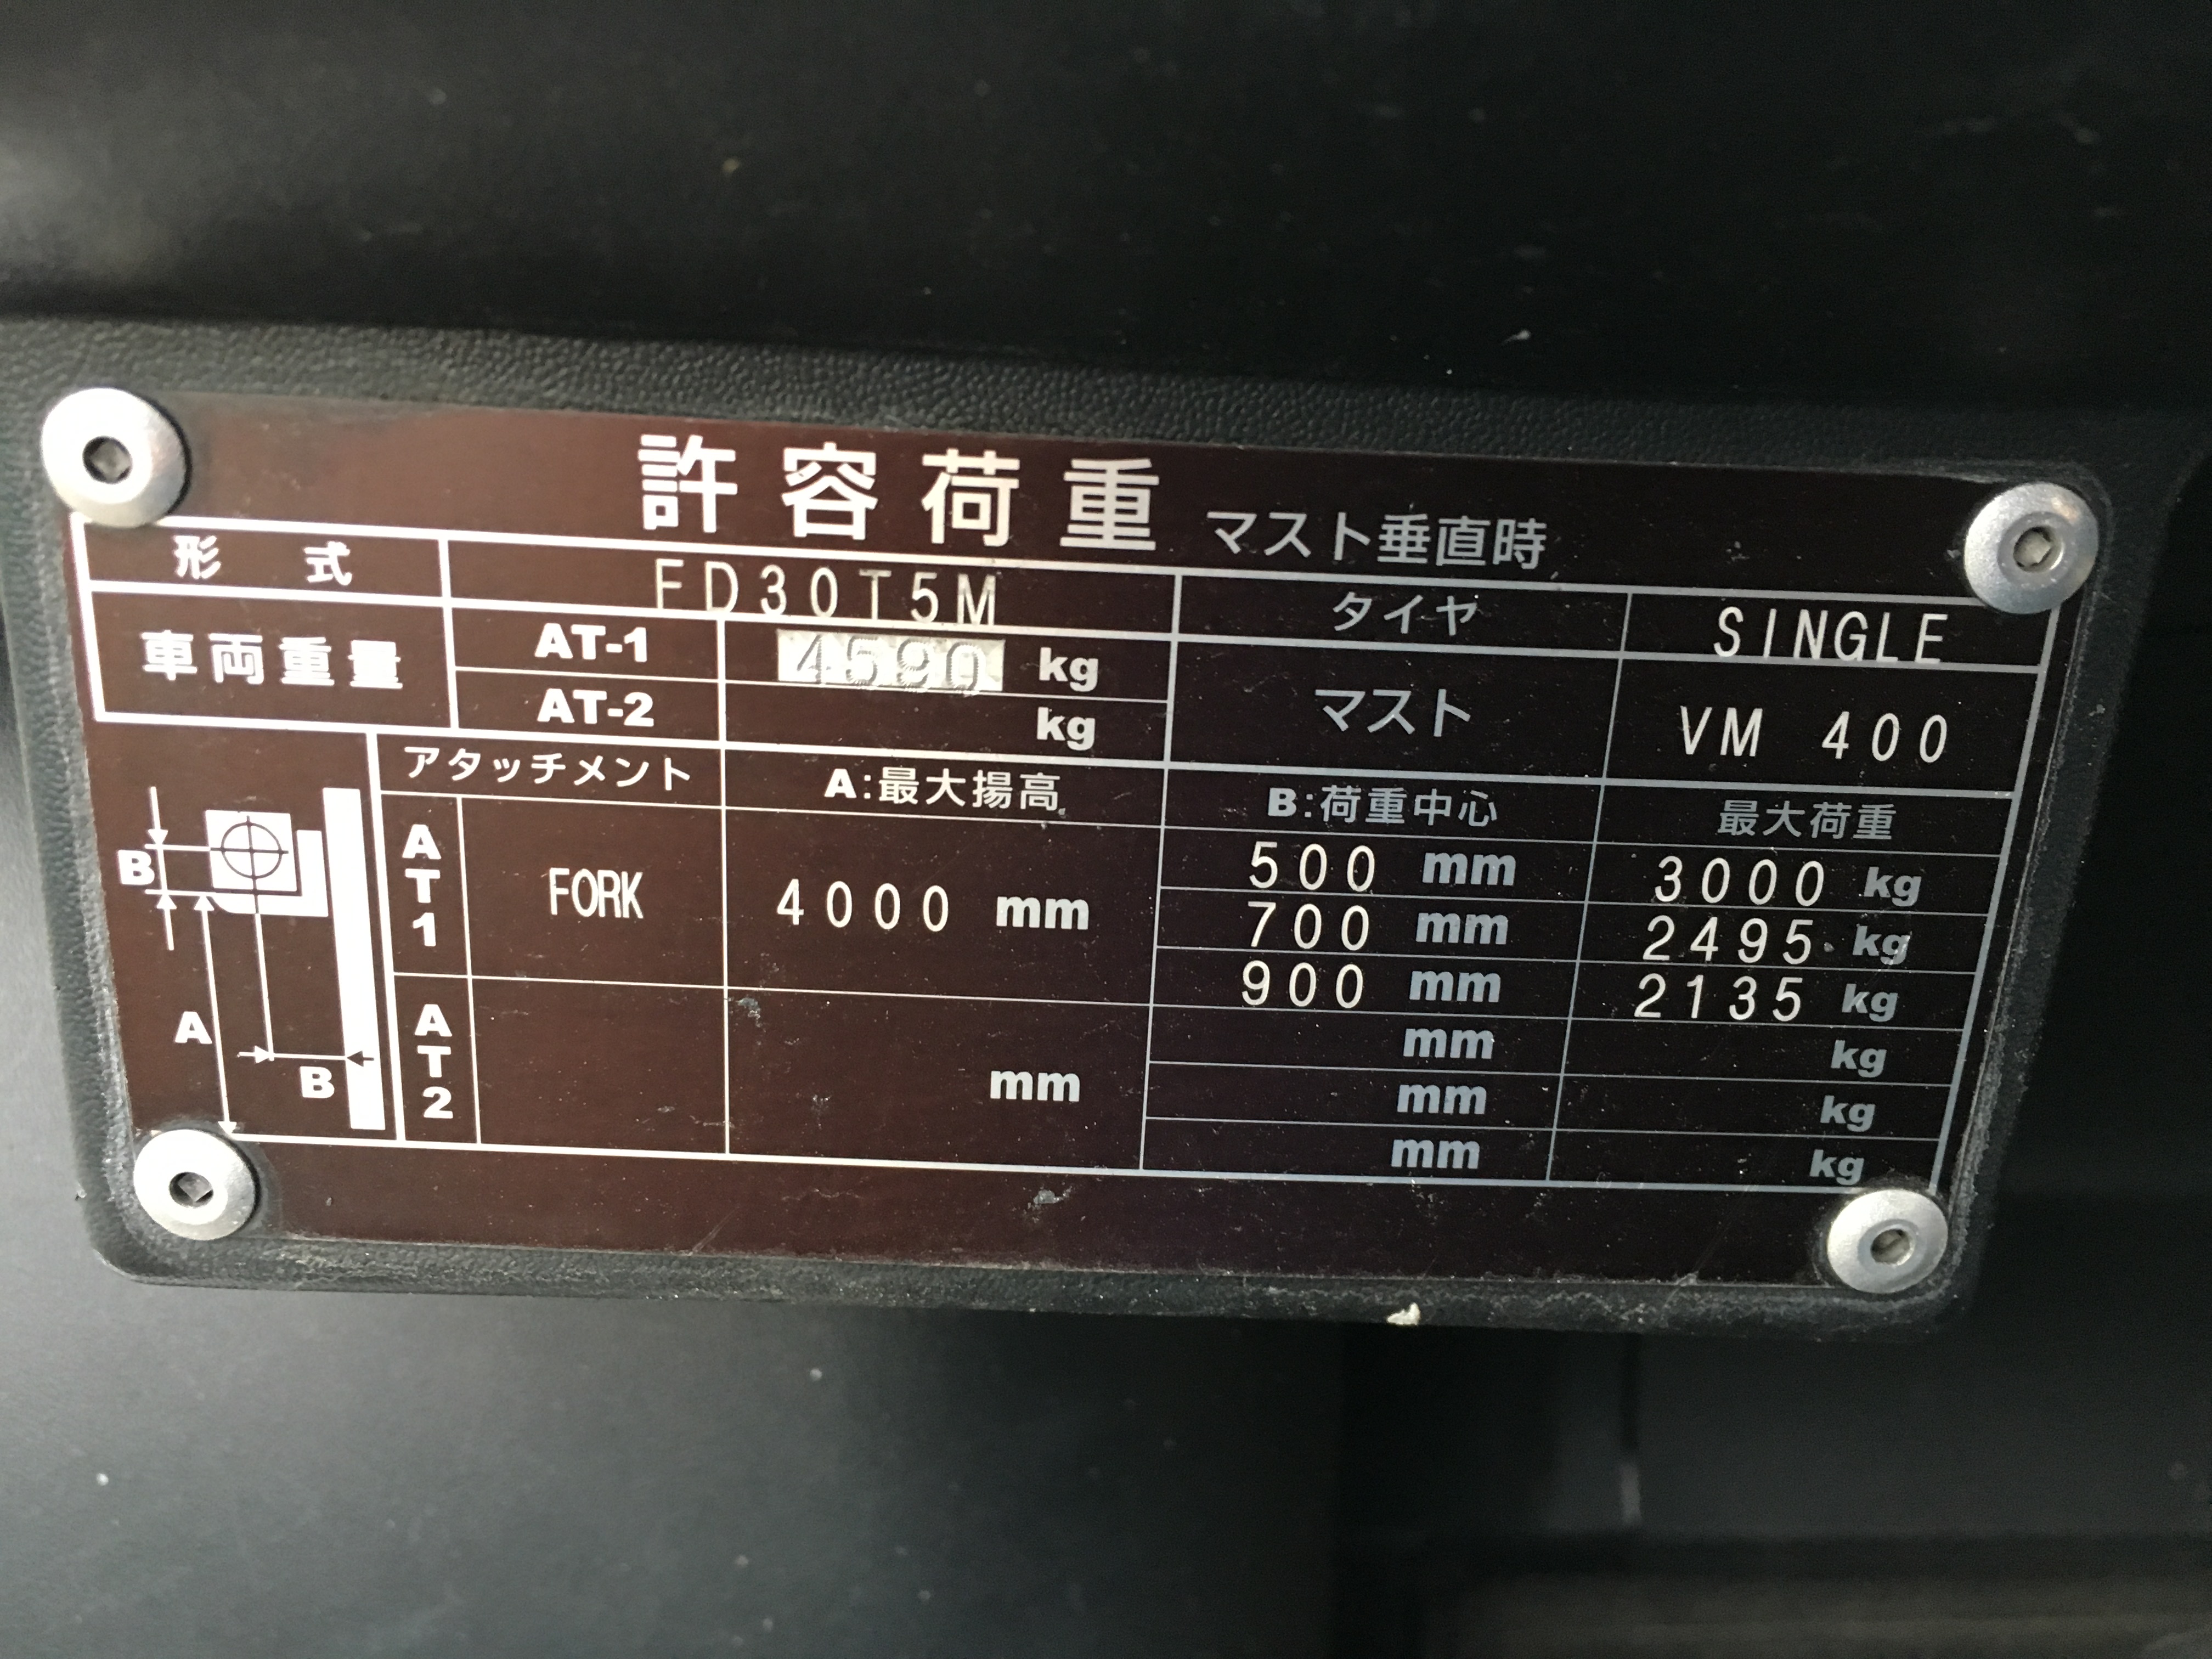 許容荷重 マスト垂直時
形式 FD30T5M タイヤ SINGLE
車両重量 AT-1 4590 kg マスト VM 400
AT-2 kg
アタッチメント A:最大揚高 B:荷重中心 最大荷重
AT1 FORK 4000 mm 500 mm 3000 kg
700 mm 2495 kg
900 mm 2135 kg
AT2 mm mm kg
mm kg
mm kg
B
A
B